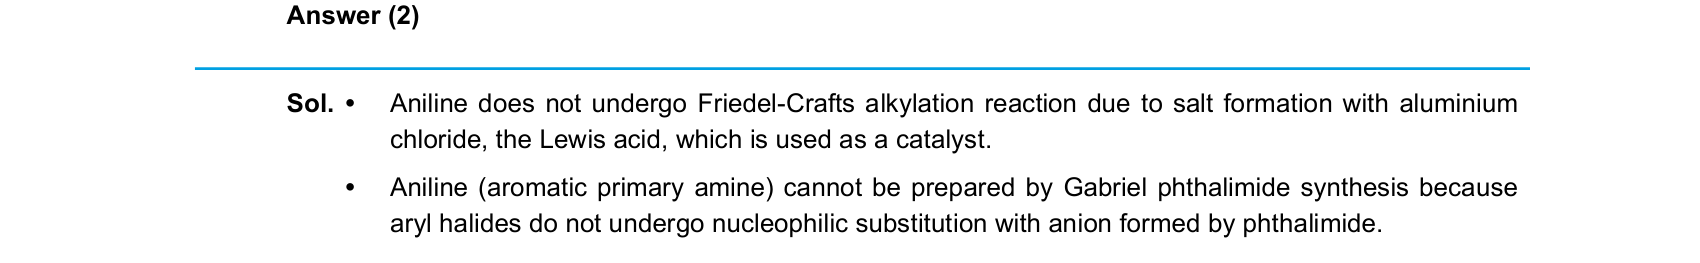 Answer (2)
Sol. • Aniline does not undergo Friedel-Crafts alkylation reaction due to salt formation with aluminium
chloride, the Lewis acid, which is used as a catalyst.
• Aniline (aromatic primary amine) cannot be prepared by Gabriel phthalimide synthesis because
aryl halides do not undergo nucleophilic substitution with anion formed by phthalimide.